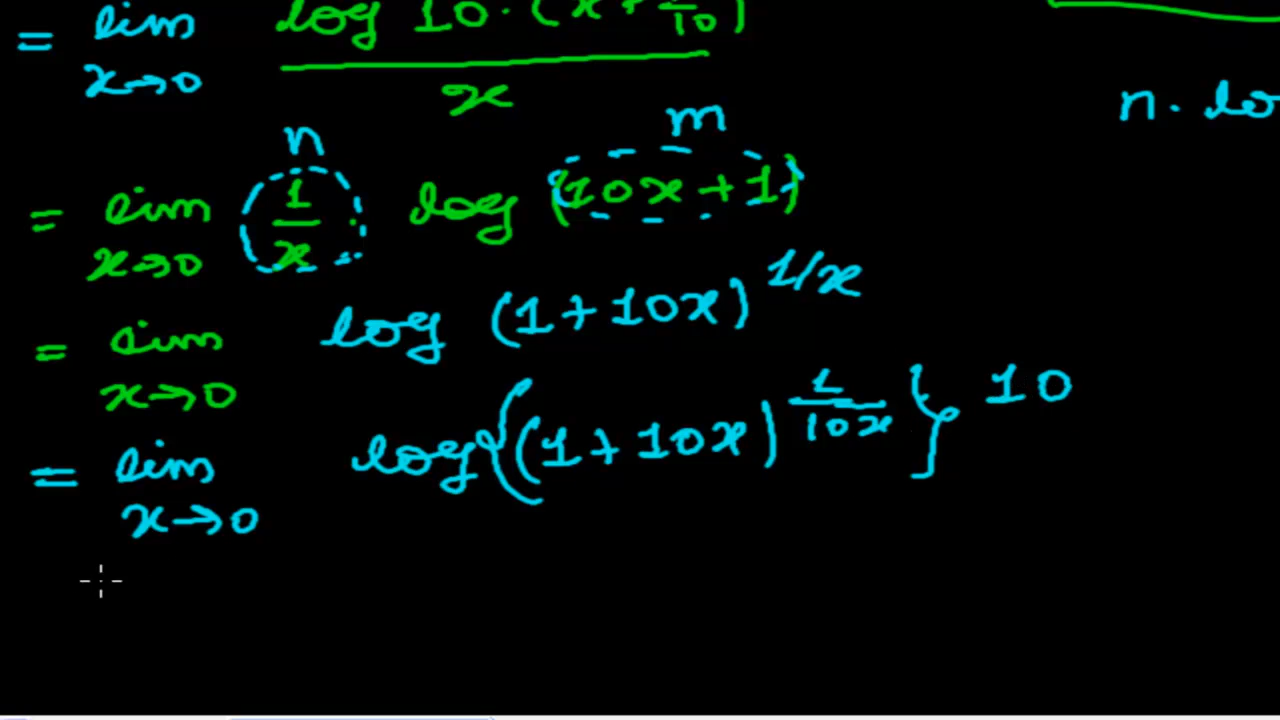 = lim x→0 log 10·(x+1/10) / x
n m n·lo
= lim x→0 1/x · log (10x+1)
= lim x→0 log (1+10x)^1/x
= lim x→0 log{(1+10x)^1/10x}^10